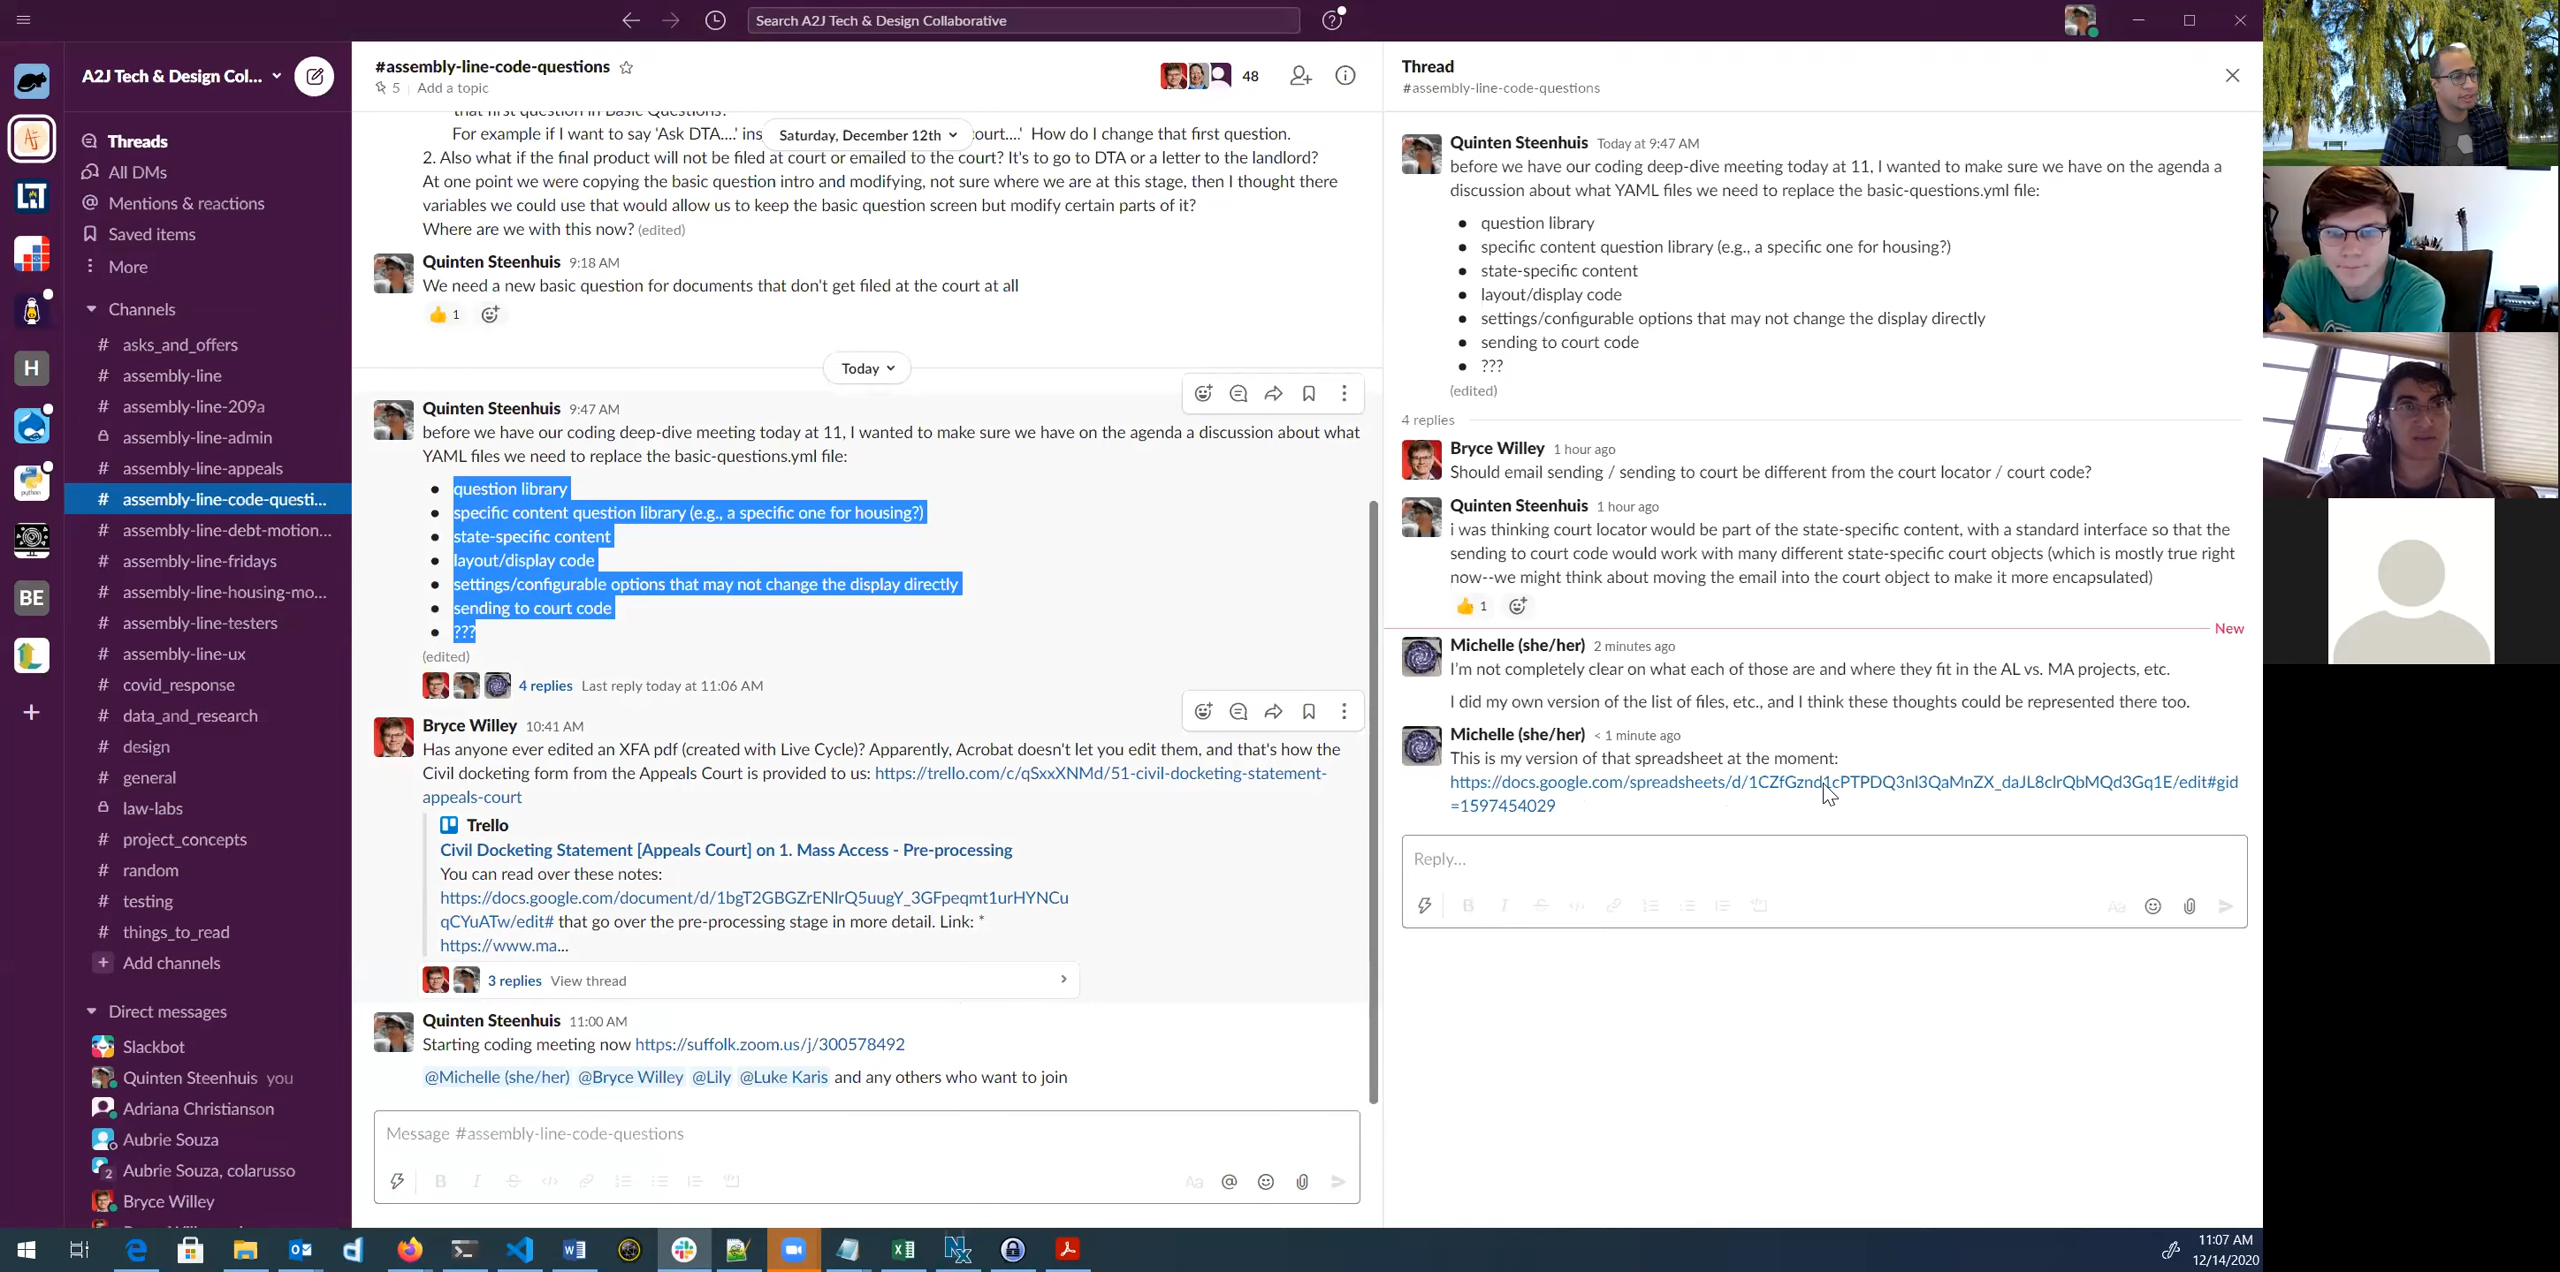 Search A2J Tech & Design Collaborative
A2J Tech & Design Col...
Threads
All DMs
Mentions & reactions
Saved items
More
Channels
# asks_and_offers
# assembly-line
# assembly-line-209a
assembly-line-admin
# assembly-line-appeals
# assembly-line-code-questi...
# assembly-line-debt-motion...
# assembly-line-fridays
# assembly-line-housing-mo...
# assembly-line-testers
# assembly-line-ux
# covid_response
# data_and_research
# design
# general
law-labs
# project_concepts
# random
# testing
# things_to_read
+ Add channels
Direct messages
Slackbot
Quinten Steenhuis you
Adriana Christianson
Aubrie Souza
2 Aubrie Souza, colarusso
Bryce Willey
LIT
H
python
BE
#assembly-line-code-questions
5 | Add a topic
48
that first question in Basic Questions?
For example if I want to say 'Ask DTA....' ins
Saturday, December 12th
ourt....' How do I change that first question.
2. Also what if the final product will not be filed at court or emailed to the court? It's to go to DTA or a letter to the landlord?
At one point we were copying the basic question intro and modifying, not sure where we are at this stage, then I thought there
variables we could use that would allow us to keep the basic question screen but modify certain parts of it?
Where are we with this now? (edited)
Quinten Steenhuis 9:18 AM
We need a new basic question for documents that don't get filed at the court at all
1
Today
Quinten Steenhuis 9:47 AM
before we have our coding deep-dive meeting today at 11, I wanted to make sure we have on the agenda a discussion about what
YAML files we need to replace the basic-questions.yml file:
• question library
• specific content question library (e.g., a specific one for housing?)
• state-specific content
• layout/display code
• settings/configurable options that may not change the display directly
• sending to court code
• ???
(edited)
4 replies Last reply today at 11:06 AM
Bryce Willey 10:41 AM
Has anyone ever edited an XFA pdf (created with Live Cycle)? Apparently, Acrobat doesn't let you edit them, and that's how the
Civil docketing form from the Appeals Court is provided to us: https://trello.com/c/qSxxXNMd/51-civil-docketing-statement-
appeals-court
Trello
Civil Docketing Statement [Appeals Court] on 1. Mass Access - Pre-processing
You can read over these notes:
https://docs.google.com/document/d/1bgT2GBGZrENlrQ5uugY_3GFpeqmt1urHYNCu
qCYuATw/edit# that go over the pre-processing stage in more detail. Link: *
https://www.ma...
3 replies View thread
Quinten Steenhuis 11:00 AM
Starting coding meeting now https://suffolk.zoom.us/j/300578492
@Michelle (she/her) @Bryce Willey @Lily @Luke Karis and any others who want to join
Message #assembly-line-code-questions
Thread
#assembly-line-code-questions
Quinten Steenhuis Today at 9:47 AM
before we have our coding deep-dive meeting today at 11, I wanted to make sure we have on the agenda a
discussion about what YAML files we need to replace the basic-questions.yml file:
• question library
• specific content question library (e.g., a specific one for housing?)
• state-specific content
• layout/display code
• settings/configurable options that may not change the display directly
• sending to court code
• ???
(edited)
4 replies
Bryce Willey 1 hour ago
Should email sending / sending to court be different from the court locator / court code?
Quinten Steenhuis 1 hour ago
i was thinking court locator would be part of the state-specific content, with a standard interface so that the
sending to court code would work with many different state-specific court objects (which is mostly true right
now--we might think about moving the email into the court object to make it more encapsulated)
1
New
Michelle (she/her) 2 minutes ago
I'm not completely clear on what each of those are and where they fit in the AL vs. MA projects, etc.
I did my own version of the list of files, etc., and I think these thoughts could be represented there too.
Michelle (she/her) < 1 minute ago
This is my version of that spreadsheet at the moment:
https://docs.google.com/spreadsheets/d/1CZfGznd1cPTPDQ3nl3QaMnZX_daJL8clrQbMQd3Gq1E/edit#gid
=1597454029
Reply...
11:07 AM
12/14/2020